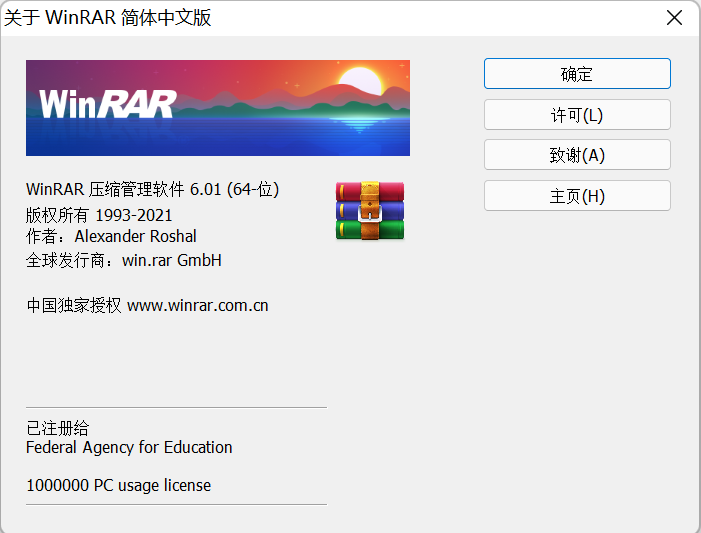 关于 WinRAR 简体中文版
WinRAR
确定
许可(L)
致谢(A)
主页(H)
WinRAR 压缩管理软件 6.01 (64-位)
版权所有 1993-2021
作者：Alexander Roshal
全球发行商：win.rar GmbH
中国独家授权 www.winrar.com.cn
已注册给
Federal Agency for Education
1000000 PC usage license